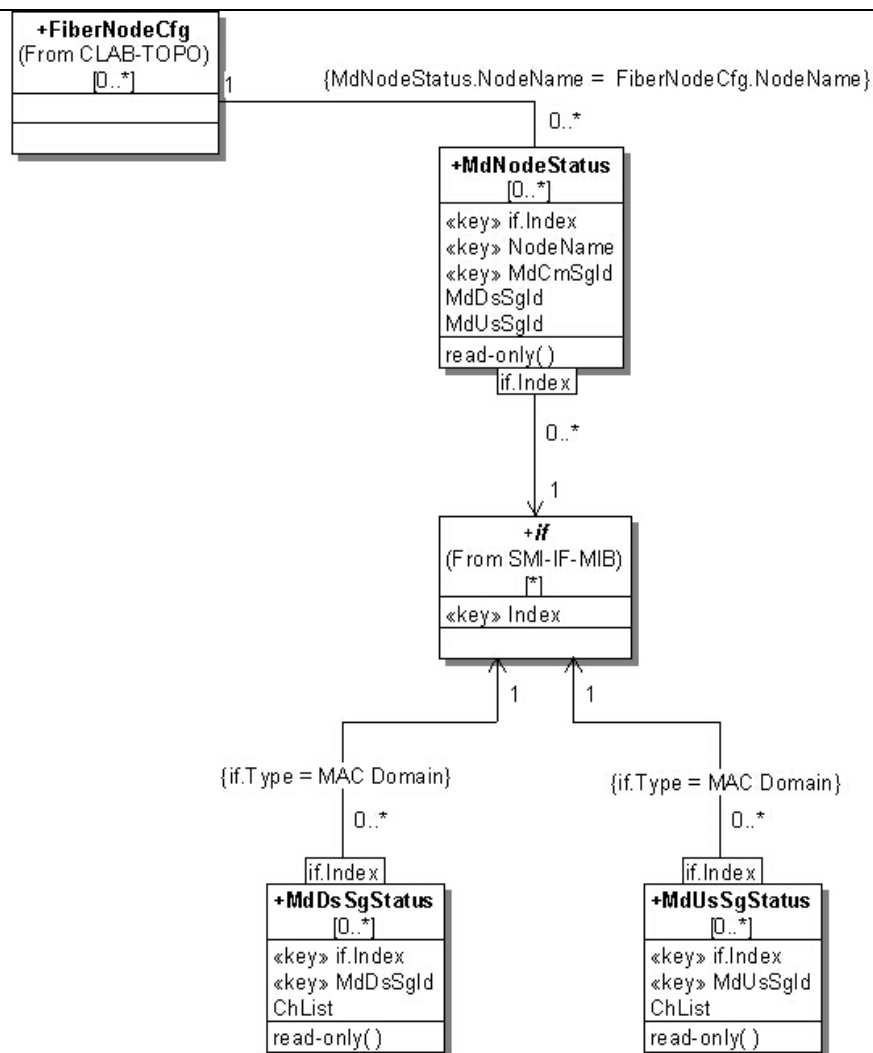 +FiberNodeCfg
(From CLAB-TOPO)
[0..*]
1
{MdNodeStatus.NodeName = FiberNodeCfg.NodeName}
0..*
+MdNodeStatus
[0..*]
«key» if.Index
«key» NodeName
«key» MdCmSgId
MdDsSgId
MdUsSgId
read-only( )
if.Index
0..*
1
+if
(From SMI-IF-MIB)
[*]
«key» Index
1
1
{if.Type = MAC Domain}
{if.Type = MAC Domain}
0..*
0..*
if.Index
if.Index
+MdDsSgStatus
[0..*]
«key» if.Index
«key» MdDsSgId
ChList
read-only( )
+MdUsSgStatus
[0..*]
«key» if.Index
«key» MdUsSgId
ChList
read-only( )